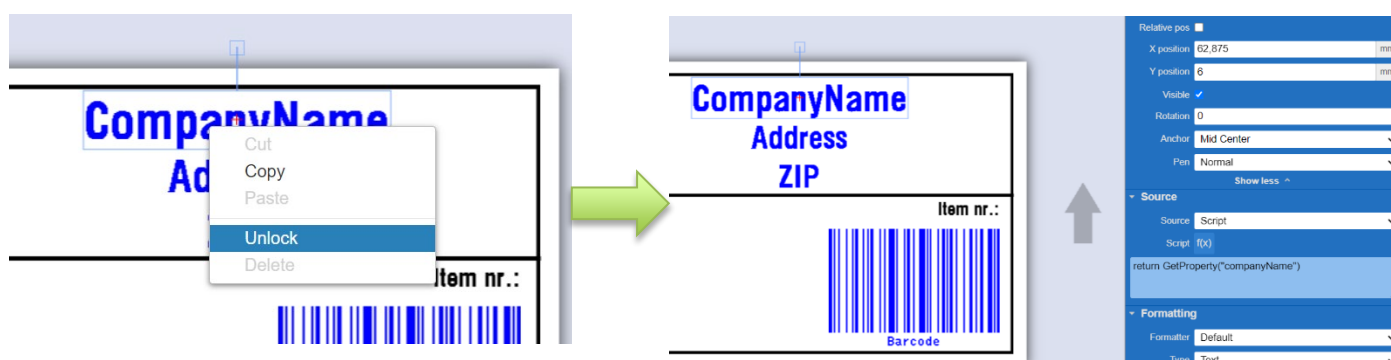 CompanyName
Ad
Cut
Copy
Paste
Unlock
Delete
Item nr.:
CompanyName
Address
ZIP
Item nr.:
Barcode
Relative pos
X position 62,875 mm
Y position 6 mm
Visible
Rotation 0
Anchor Mid Center
Pen Normal
Show less
Source
Source Script
Script f(x)
return GetProperty("companyName")
Formatting
Formatter Default
Type Text